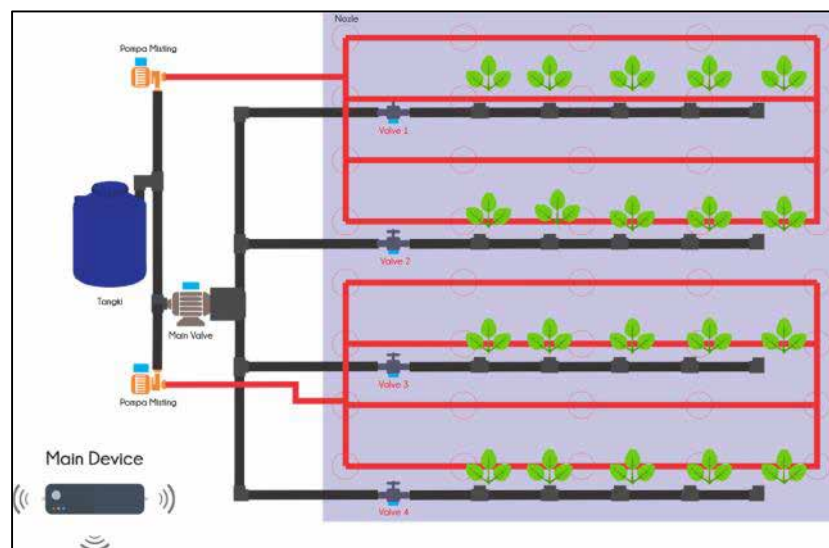 Nozle
Pompa Misting
Valve 1
Valve 2
Tangki
Main Valve
Valve 3
Pompa Misting
Main Device
Valve 4